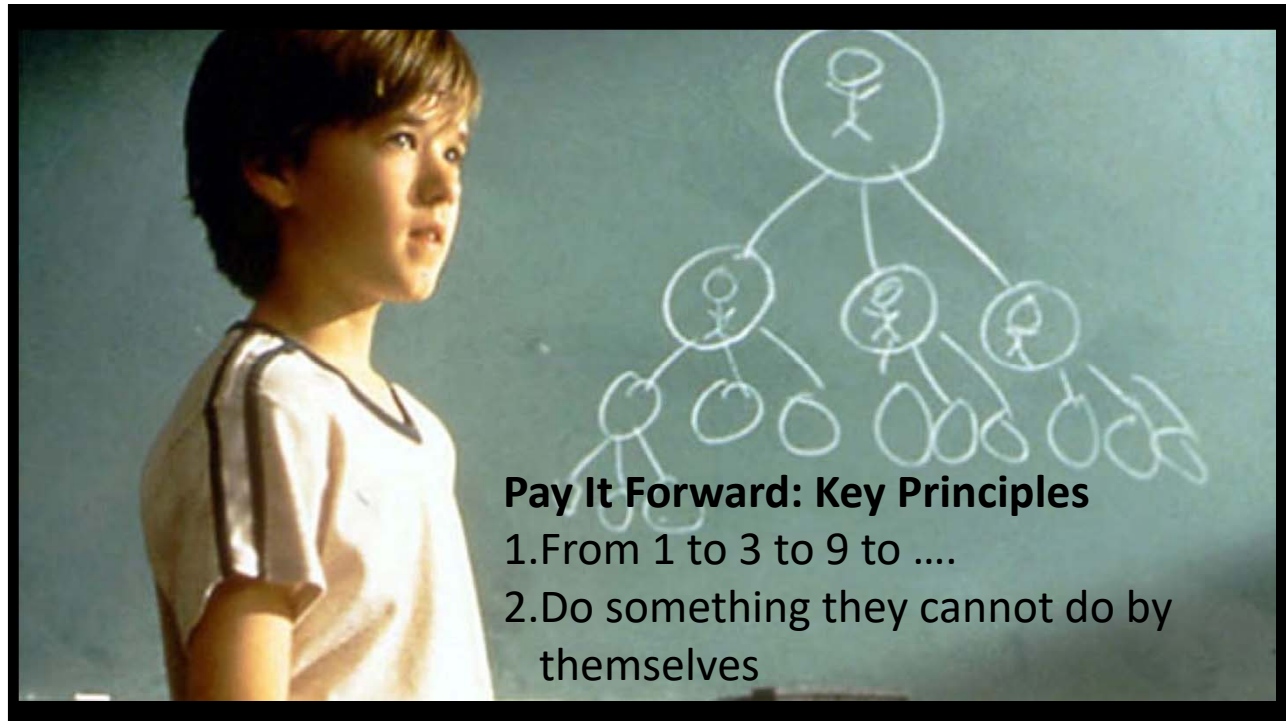 Pay It Forward: Key Principles
1.From 1 to 3 to 9 to ....
2.Do something they cannot do by
themselves